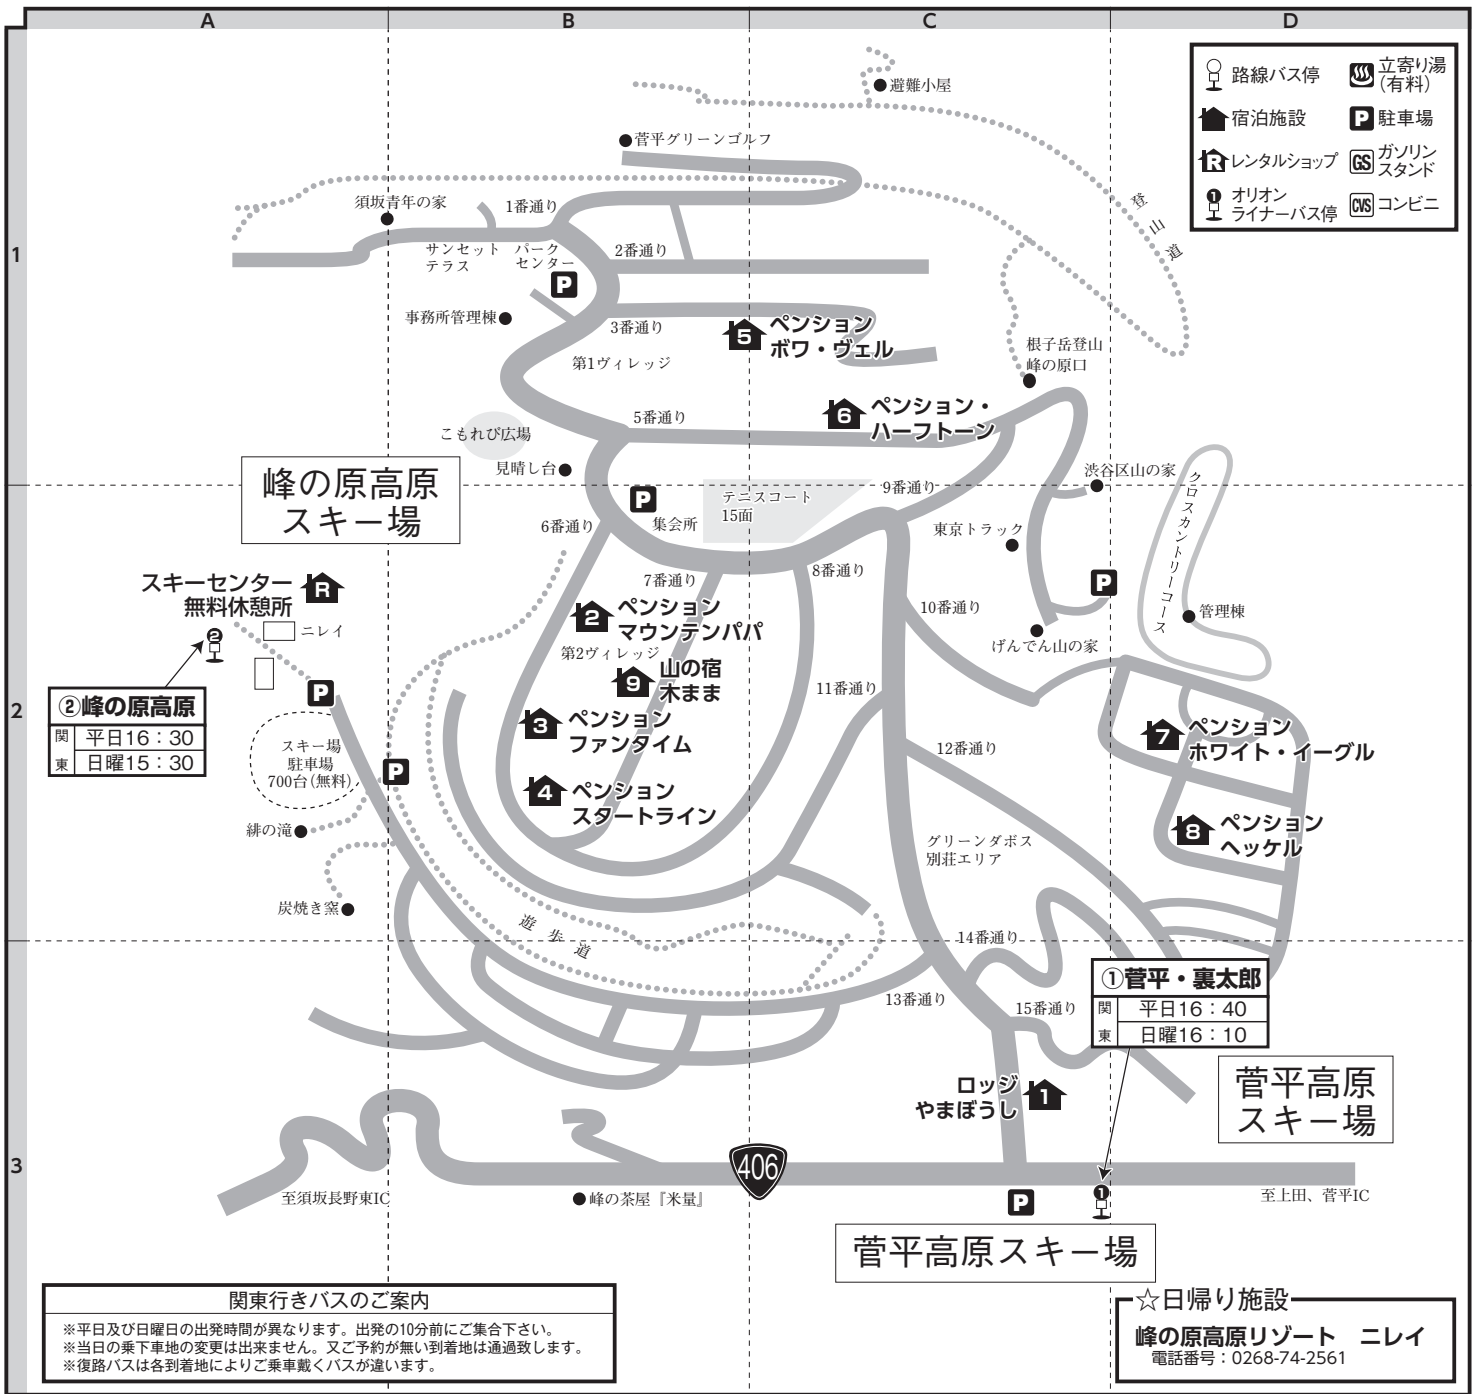 A
B
C
D
1
2
3
路線バス停
宿泊施設
R レンタルショップ
1 オリオン
ライナーバス停
立寄り湯
(有料)
P 駐車場
GS ガソリン
スタンド
CVS コンビニ
避難小屋
菅平グリーンゴルフ
登山道
須坂青年の家
1番通り
サンセット
テラス
パーク
センター
P
2番通り
事務所管理棟
3番通り
5 ペンション
ボワ・ヴェル
第1ヴィレッジ
根子岳登山
峰の原口
5番通り
6 ペンション・
ハーフトーン
こもれび広場
見晴し台
峰の原高原
スキー場
渋谷区山の家
クロスカントリーコース
P
集会所
テニスコート
15面
9番通り
6番通り
7番通り
8番通り
東京トラック
P
管理棟
スキーセンター
無料休憩所
R
2
ニレイ
2 ペンション
マウンテンパパ
第2ヴィレッジ
9 山の宿
木まま
10番通り
げんでん山の家
11番通り
②峰の原高原
関東
平日16：30
日曜15：30
P
スキー場
駐車場
700台(無料)
P
3 ペンション
ファンタイム
12番通り
7 ペンション
ホワイト・イーグル
4 ペンション
スタートライン
緋の滝
グリーンダボス
別荘エリア
8 ペンション
ヘッケル
炭焼き窯
遊歩道
14番通り
13番通り
15番通り
①菅平・裏太郎
関東
平日16：40
日曜16：10
ロッジ
やまぼうし
1
菅平高原
スキー場
406
至須坂長野東IC
峰の茶屋『米量』
P
1
至上田、菅平IC
菅平高原スキー場
関東行きバスのご案内
※平日及び日曜日の出発時間が異なります。出発の10分前にご集合下さい。
※当日の乗下車地の変更は出来ません。又ご予約が無い到着地は通過致します。
※復路バスは各到着地によりご乗車戴くバスが違います。
☆日帰り施設
峰の原高原リゾート　ニレイ
電話番号：0268-74-2561